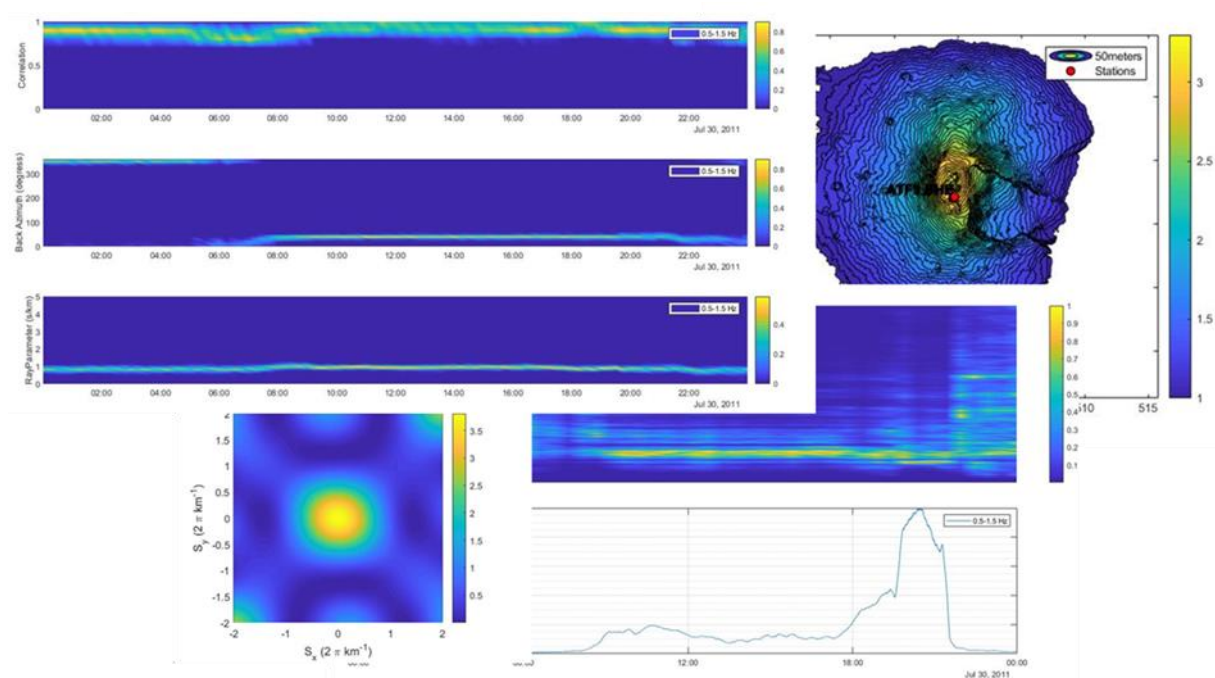 Correlation
1
0.5
0
0.5-1.5 Hz
0.8
0.6
0.4
0.2
0
02:00 04:00 06:00 08:00 10:00 12:00 14:00 16:00 18:00 20:00 22:00
Jul 30, 2011
Back Azimuth (degress)
300
200
100
0
0.5-1.5 Hz
0.8
0.6
0.4
0.2
0
02:00 04:00 06:00 08:00 10:00 12:00 14:00 16:00 18:00 20:00 22:00
Jul 30, 2011
RayParameter (s/km)
5
4
3
2
1
0
0.5-1.5 Hz
0.4
0.2
0
02:00 04:00 06:00 08:00 10:00 12:00 14:00 16:00 18:00 20:00 22:00
Jul 30, 2011
50meters
Stations
3
2.5
2
1.5
1
515
1
0.9
0.8
0.7
0.6
0.5
0.4
0.3
0.2
0.1
S_y (2 π km⁻¹)
2
1
0.5
0
-0.5
-1
-1.5
-2
-2 -1 0 1 2
S_x (2 π km⁻¹)
3.5
3
2.5
2
1.5
1
0.5
0.5-1.5 Hz
12:00 18:00 00:00
Jul 30, 2011